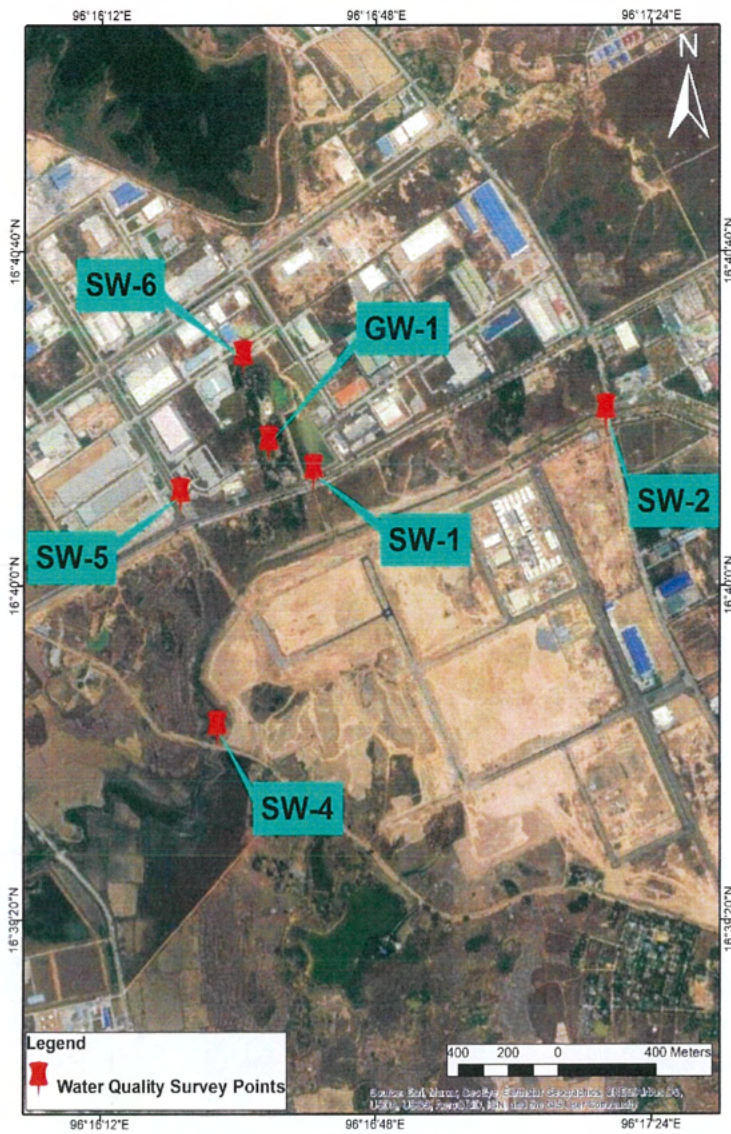 96°16'12"E 96°16'48"E 96°17'24"E
N
16°40'40"N 16°40'40"N
SW-6
GW-1
SW-2
SW-1
SW-5
16°40'0"N 16°40'0"N
SW-4
16°39'20"N 16°39'20"N
Legend
Water Quality Survey Points
400 200 0 400 Meters
96°16'12"E 96°16'48"E 96°17'24"E